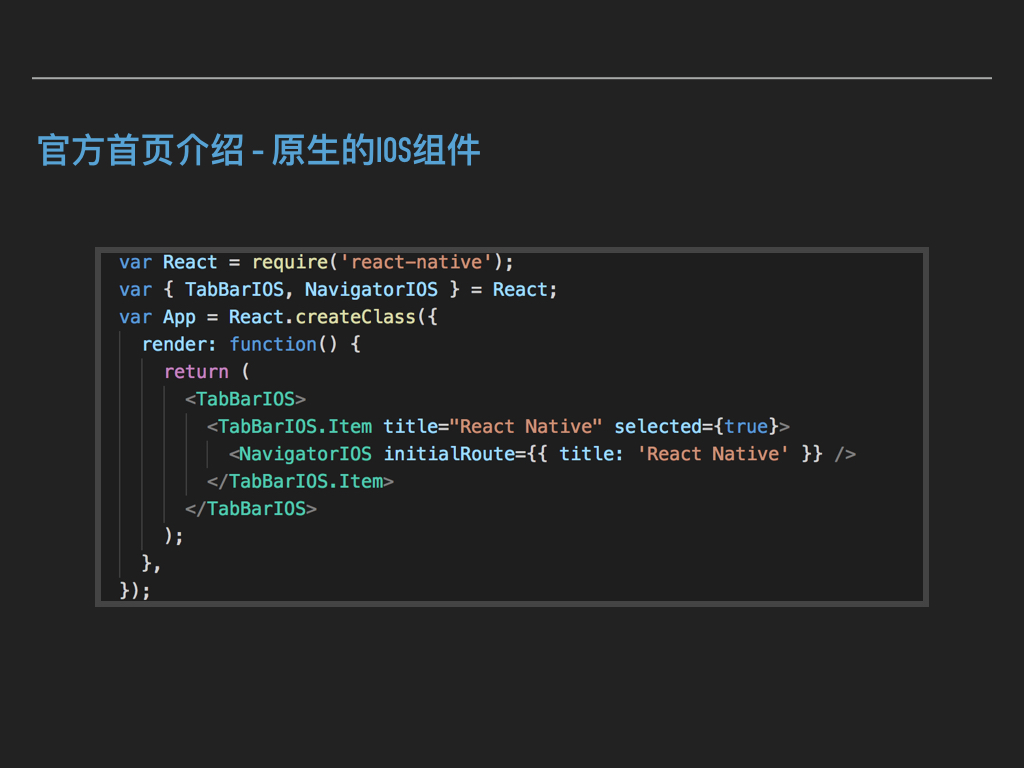 官方首页介绍 - 原生的IOS组件
var React = require('react-native');
var { TabBarIOS, NavigatorIOS } = React;
var App = React.createClass({
  render: function() {
    return (
      <TabBarIOS>
        <TabBarIOS.Item title="React Native" selected={true}>
          <NavigatorIOS initialRoute={{ title: 'React Native' }} />
        </TabBarIOS.Item>
      </TabBarIOS>
    );
  },
});